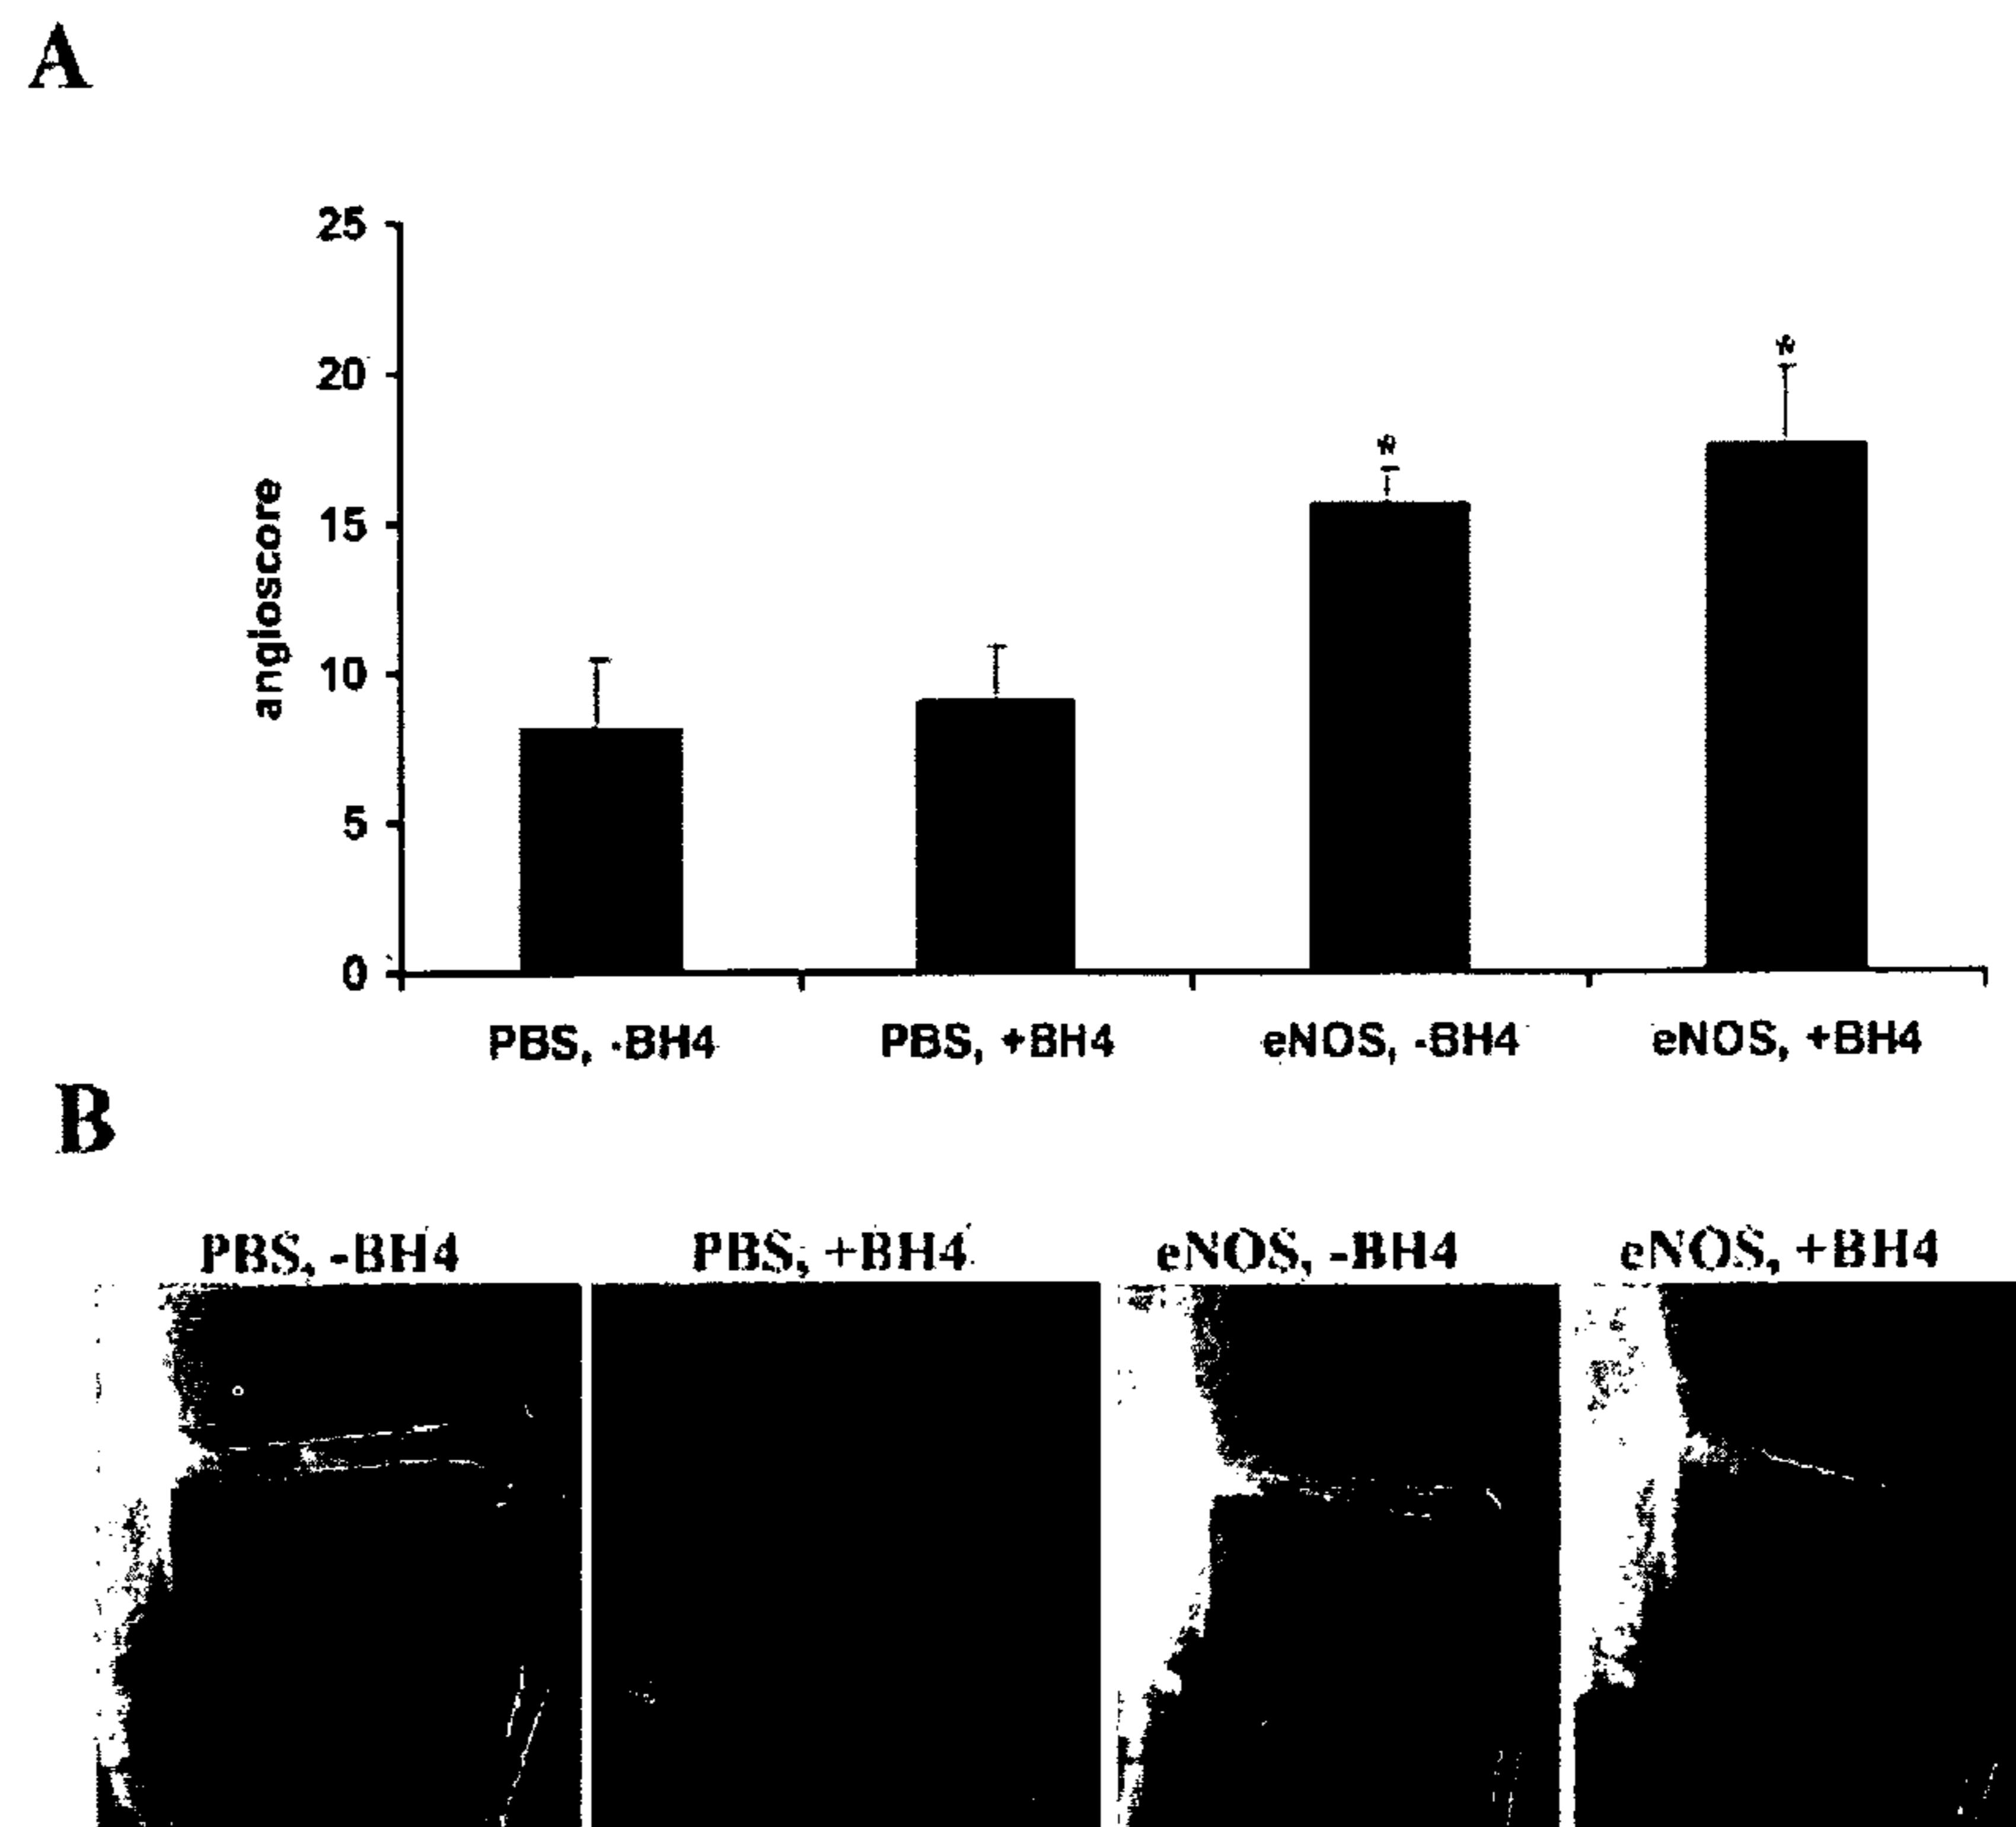 A
25
20
15
10
5
0
angioscore
*
*
PBS, -BH4 PBS, +BH4 eNOS, -BH4 eNOS, +BH4
B
PBS, -BH4 PBS, +BH4 eNOS, -BH4 eNOS, +BH4